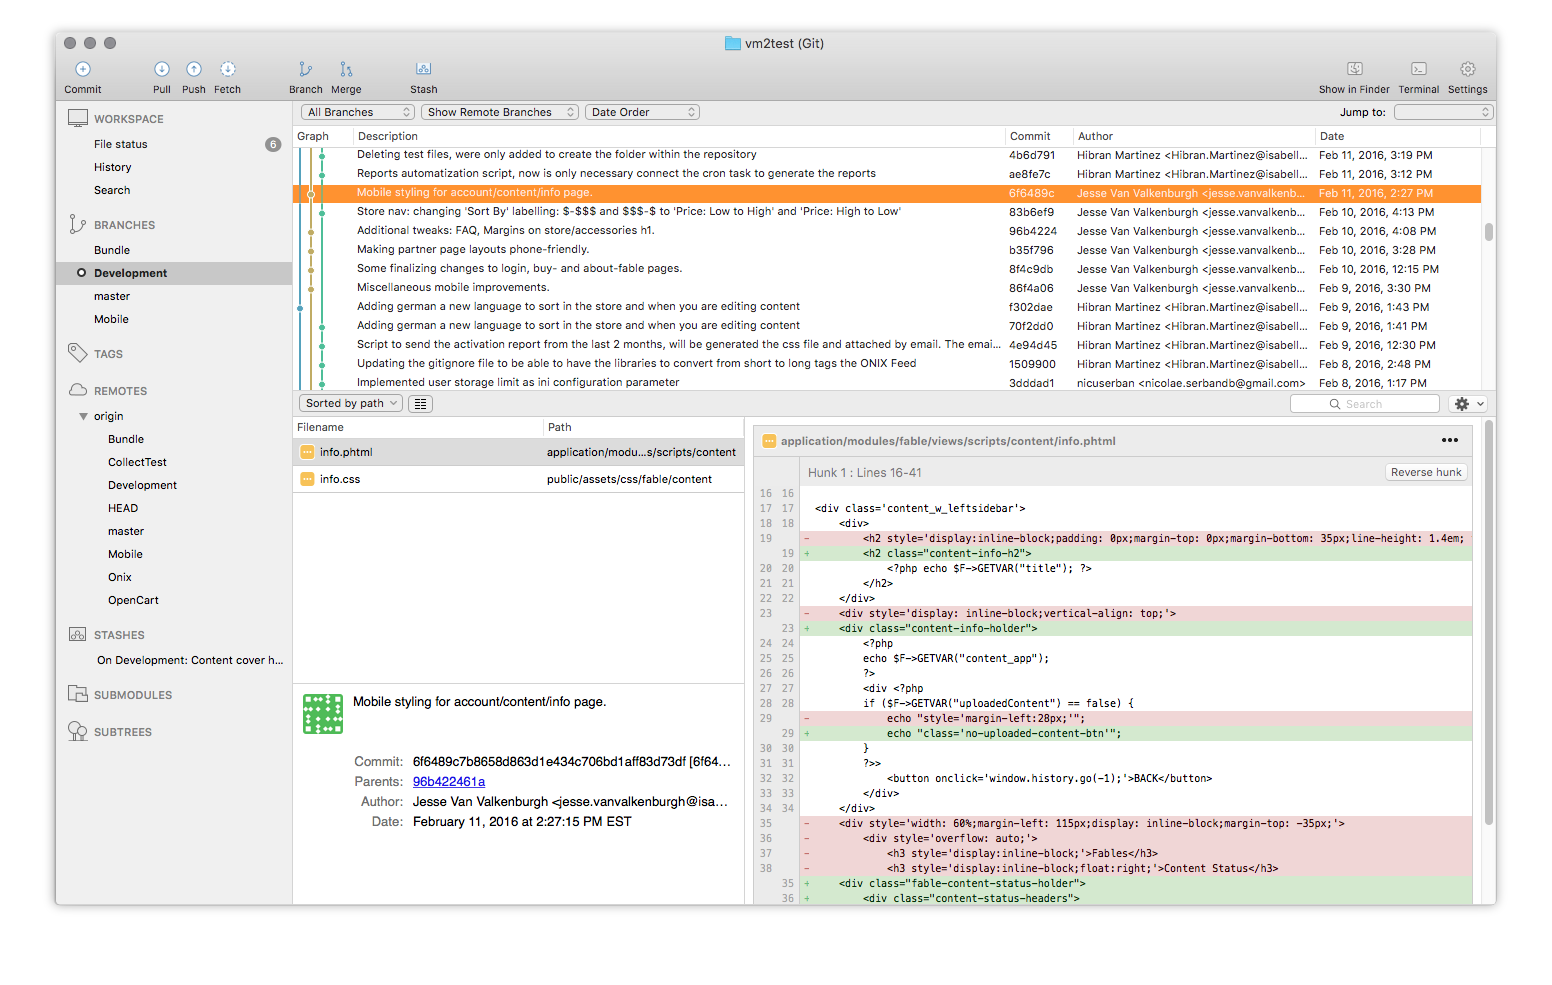 vm2test (Git)
Commit Pull Push Fetch Branch Merge Stash Show in Finder Terminal Settings
WORKSPACE
File status 6
History
Search
BRANCHES
Bundle
Development
master
Mobile
TAGS
REMOTES
origin
Bundle
CollectTest
Development
HEAD
master
Mobile
Onix
OpenCart
STASHES
On Development: Content cover h...
SUBMODULES
SUBTREES
All Branches Show Remote Branches Date Order Jump to:
Graph Description Commit Author Date
Deleting test files, were only added to create the folder within the repository 4b6d791 Hibran Martinez <Hibran.Martinez@isabell... Feb 11, 2016, 3:19 PM
Reports automatization script, now is only necessary connect the cron task to generate the reports ae8fe7c Hibran Martinez <Hibran.Martinez@isabell... Feb 11, 2016, 3:12 PM
Mobile styling for account/content/info page. 6f6489c Jesse Van Valkenburgh <jesse.vanvalkenb... Feb 11, 2016, 2:27 PM
Store nav: changing 'Sort By' labelling: $-$$$ and $$$-$ to 'Price: Low to High' and 'Price: High to Low' 83b6ef9 Jesse Van Valkenburgh <jesse.vanvalkenb... Feb 10, 2016, 4:13 PM
Additional tweaks: FAQ, Margins on store/accessories h1. 96b4224 Jesse Van Valkenburgh <jesse.vanvalkenb... Feb 10, 2016, 4:08 PM
Making partner page layouts phone-friendly. b35f796 Jesse Van Valkenburgh <jesse.vanvalkenb... Feb 10, 2016, 3:28 PM
Some finalizing changes to login, buy- and about-fable pages. 8f4c9db Jesse Van Valkenburgh <jesse.vanvalkenb... Feb 10, 2016, 12:15 PM
Miscellaneous mobile improvements. 86f4a06 Jesse Van Valkenburgh <jesse.vanvalkenb... Feb 9, 2016, 3:30 PM
Adding german a new language to sort in the store and when you are editing content f302dae Hibran Martinez <Hibran.Martinez@isabell... Feb 9, 2016, 1:43 PM
Adding german a new language to sort in the store and when you are editing content 70f2dd0 Hibran Martinez <Hibran.Martinez@isabell... Feb 9, 2016, 1:41 PM
Script to send the activation report from the last 2 months, will be generated the css file and attached by email. The emai... 4e94d45 Hibran Martinez <Hibran.Martinez@isabell... Feb 9, 2016, 12:30 PM
Updating the gitignore file to be able to have the libraries to convert from short to long tags the ONIX Feed 1509900 Hibran Martinez <Hibran.Martinez@isabell... Feb 8, 2016, 2:48 PM
Implemented user storage limit as ini configuration parameter 3dddad1 nicuserban <nicolae.serbandb@gmail.com> Feb 8, 2016, 1:17 PM
Sorted by path Search
Filename Path
info.phtml application/modu...s/scripts/content
info.css public/assets/css/fable/content
Mobile styling for account/content/info page.
Commit: 6f6489c7b8658d863d1e434c706bd1aff83d73df [6f64...
Parents: 96b422461a
Author: Jesse Van Valkenburgh <jesse.vanvalkenburgh@isa...
Date: February 11, 2016 at 2:27:15 PM EST
application/modules/fable/views/scripts/content/info.phtml
Hunk 1 : Lines 16-41 Reverse hunk
16 16
17 17 <div class='content_w_leftsidebar'>
18 18 <div>
19 - <h2 style='display:inline-block;padding: 0px;margin-top: 0px;margin-bottom: 35px;line-height: 1.4em;
19 + <h2 class="content-info-h2">
20 20 <?php echo $F->GETVAR("title"); ?>
21 21 </h2>
22 22 </div>
23 - <div style='display: inline-block;vertical-align: top;'>
23 + <div class="content-info-holder">
24 24 <?php
25 25 echo $F->GETVAR("content_app");
26 26 ?>
27 27 <div <?php
28 28 if ($F->GETVAR("uploadedContent") == false) {
29 - echo "style='margin-left:28px;'";
29 + echo "class='no-uploaded-content-btn'";
30 30 }
31 31 ?>>
32 32 <button onclick='window.history.go(-1);'>BACK</button>
33 33 </div>
34 34 </div>
35 - <div style='width: 60%;margin-left: 115px;display: inline-block;margin-top: -35px;'>
36 - <div style='overflow: auto;'>
37 - <h3 style='display:inline-block;'>Fables</h3>
38 - <h3 style='display:inline-block;float:right;'>Content Status</h3>
35 + <div class="fable-content-status-holder">
36 + <div class="content-status-headers">